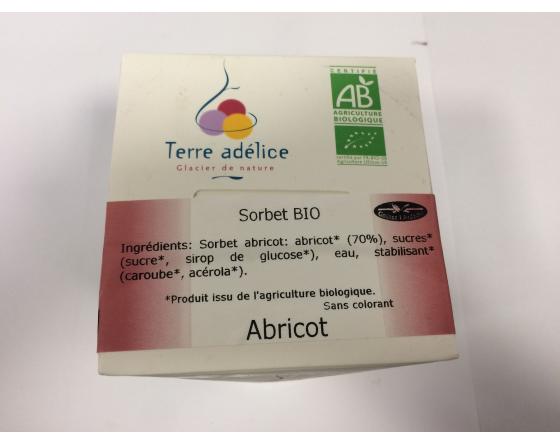 CERTIFIÉ
AB
AGRICULTURE
BIOLOGIQUE
Terre adélice
Glacier de nature
Sorbet BIO
Ingrédients: Sorbet abricot: abricot* (70%), sucres*
(sucre*, sirop de glucose*), eau, stabilisant*
(caroube*, acérola*).
*Produit issu de l'agriculture biologique.
Sans colorant
Abricot